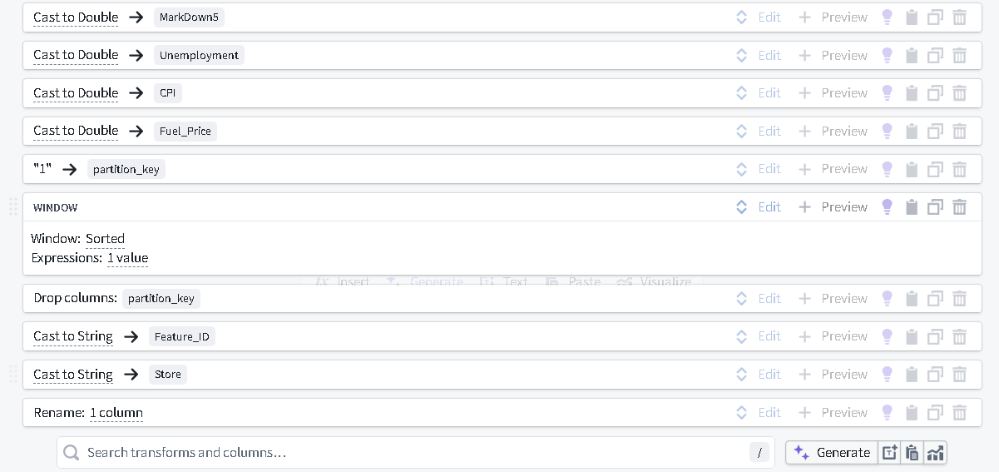 Cast to Double → MarkDown5 Edit Preview
Cast to Double → Unemployment Edit Preview
Cast to Double → CPI Edit Preview
Cast to Double → Fuel_Price Edit Preview
"1" → partition_key Edit Preview
WINDOW Edit Preview
Window: Sorted
Expressions: 1 value
Insert Generate Text Paste Visualize
Drop columns: partition_key Edit Preview
Cast to String → Feature_ID Edit Preview
Cast to String → Store Edit Preview
Rename: 1 column Edit Preview
Search transforms and columns... / Generate